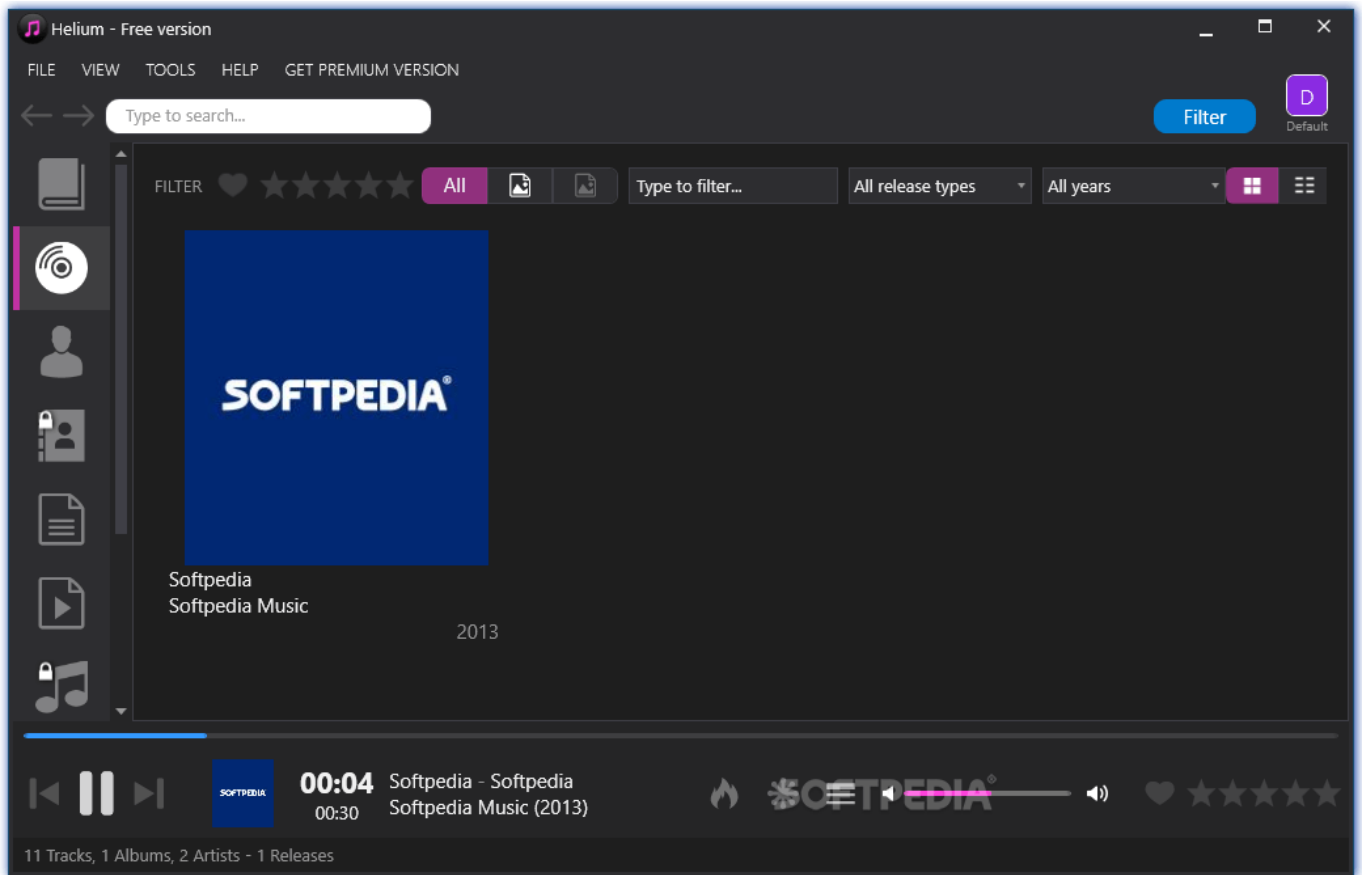 Helium - Free version
FILE VIEW TOOLS HELP GET PREMIUM VERSION
Type to search...
Filter
D
Default
FILTER All Type to filter... All release types All years
SOFTPEDIA®
Softpedia
Softpedia Music
2013
SOFTPEDIA
00:04
00:30
Softpedia - Softpedia
Softpedia Music (2013)
SOFTPEDIA®
11 Tracks, 1 Albums, 2 Artists - 1 Releases